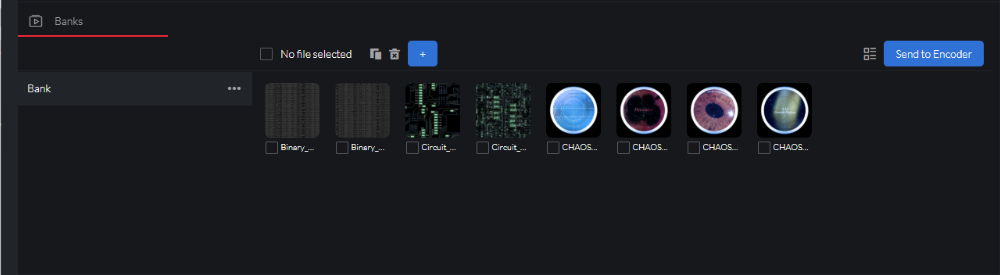 Banks
No file selected
+
Send to Encoder
Bank
Binary_...
Binary_...
Circuit_...
Circuit_...
CHAOS...
CHAOS...
CHAOS...
CHAOS...